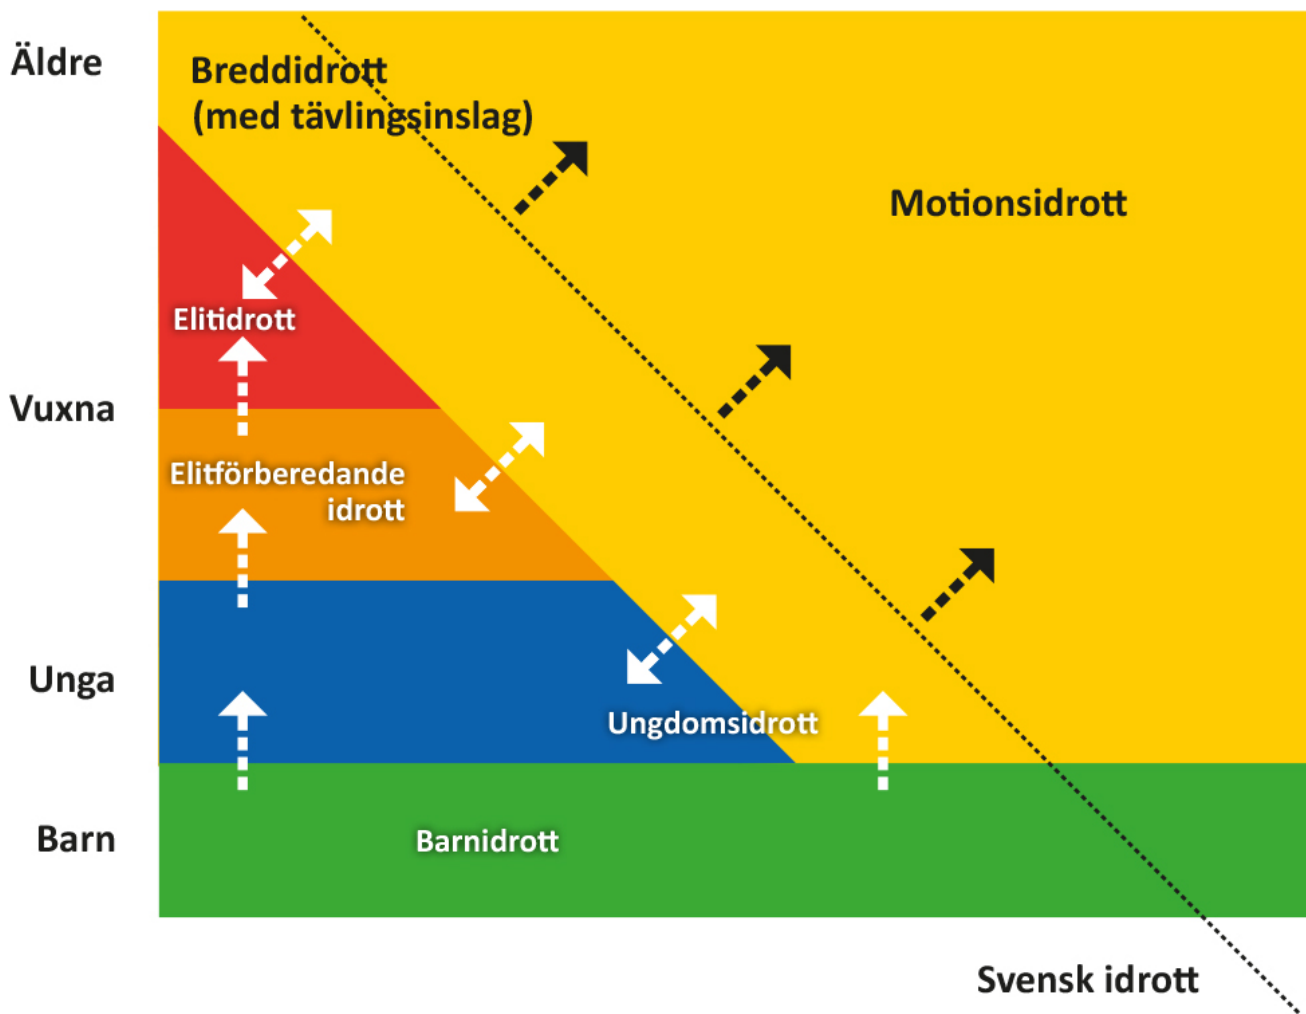 Äldre
Breddidrott
(med tävlingsinslag)
Motionsidrott
Elitidrott
Vuxna
Elitförberedande
idrott
Unga
Ungdomsidrott
Barn
Barnidrott
Svensk idrott